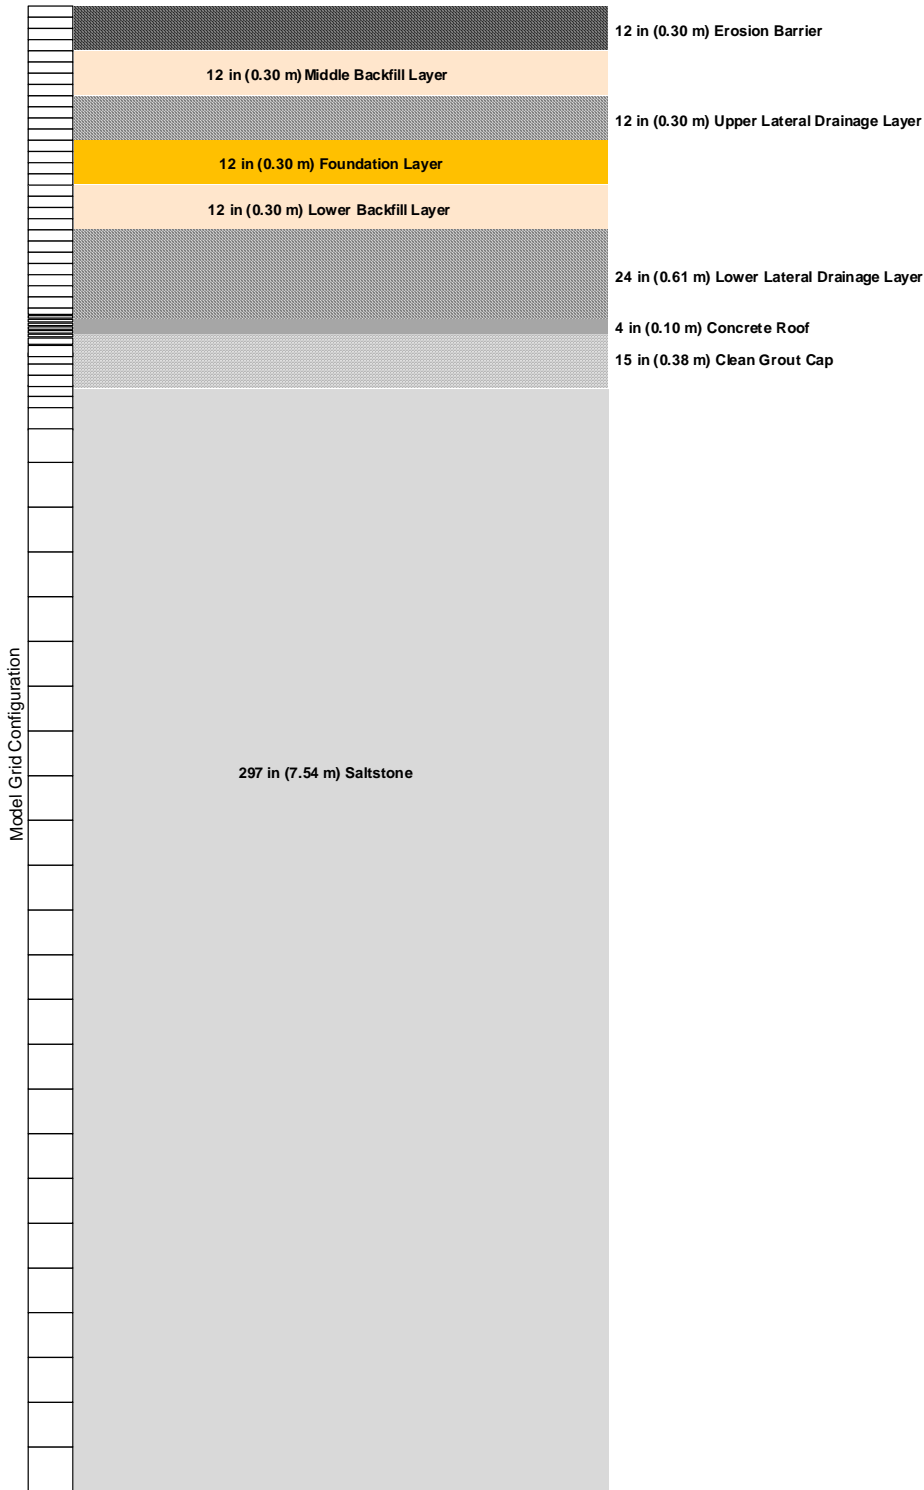 12 in (0.30 m) Erosion Barrier
12 in (0.30 m) Middle Backfill Layer
12 in (0.30 m) Upper Lateral Drainage Layer
12 in (0.30 m) Foundation Layer
12 in (0.30 m) Lower Backfill Layer
24 in (0.61 m) Lower Lateral Drainage Layer
4 in (0.10 m) Concrete Roof
15 in (0.38 m) Clean Grout Cap
Model Grid Configuration
297 in (7.54 m) Saltstone